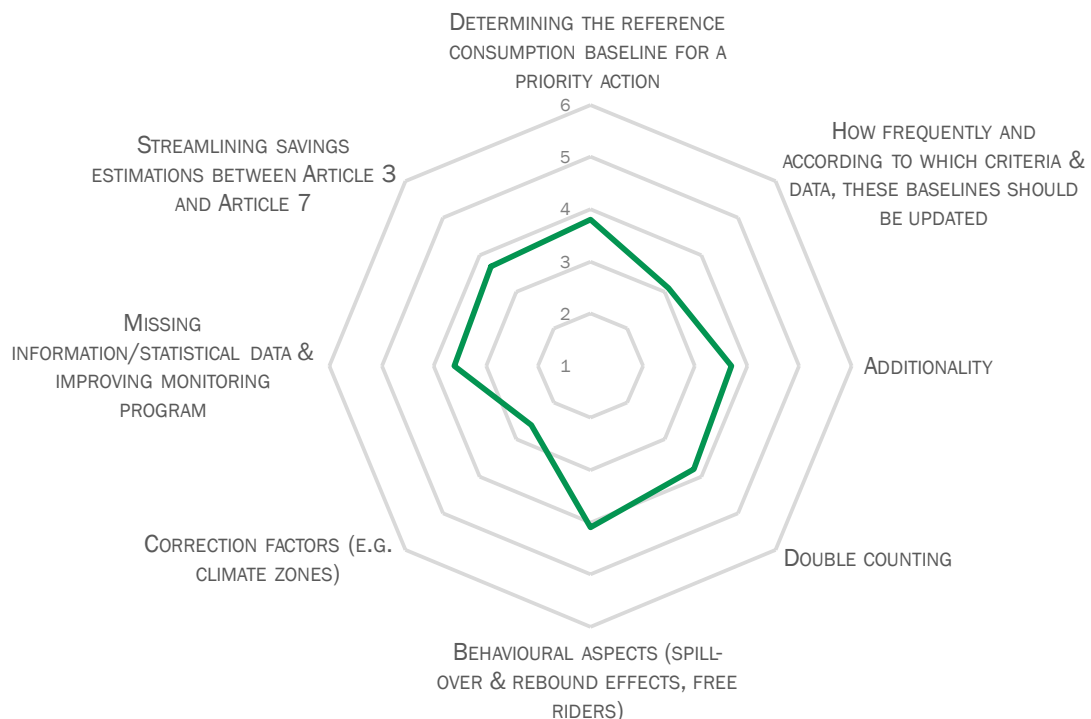 DETERMINING THE REFERENCE
CONSUMPTION BASELINE FOR A
PRIORITY ACTION
HOW FREQUENTLY AND
ACCORDING TO WHICH CRITERIA &
DATA, THESE BASELINES SHOULD
BE UPDATED
ADDITIONALITY
DOUBLE COUNTING
BEHAVIOURAL ASPECTS (SPILL-
OVER & REBOUND EFFECTS, FREE
RIDERS)
CORRECTION FACTORS (E.G.
CLIMATE ZONES)
MISSING
INFORMATION/STATISTICAL DATA &
IMPROVING MONITORING
PROGRAM
STREAMLINING SAVINGS
ESTIMATIONS BETWEEN ARTICLE 3
AND ARTICLE 7
6
5
4
3
2
1